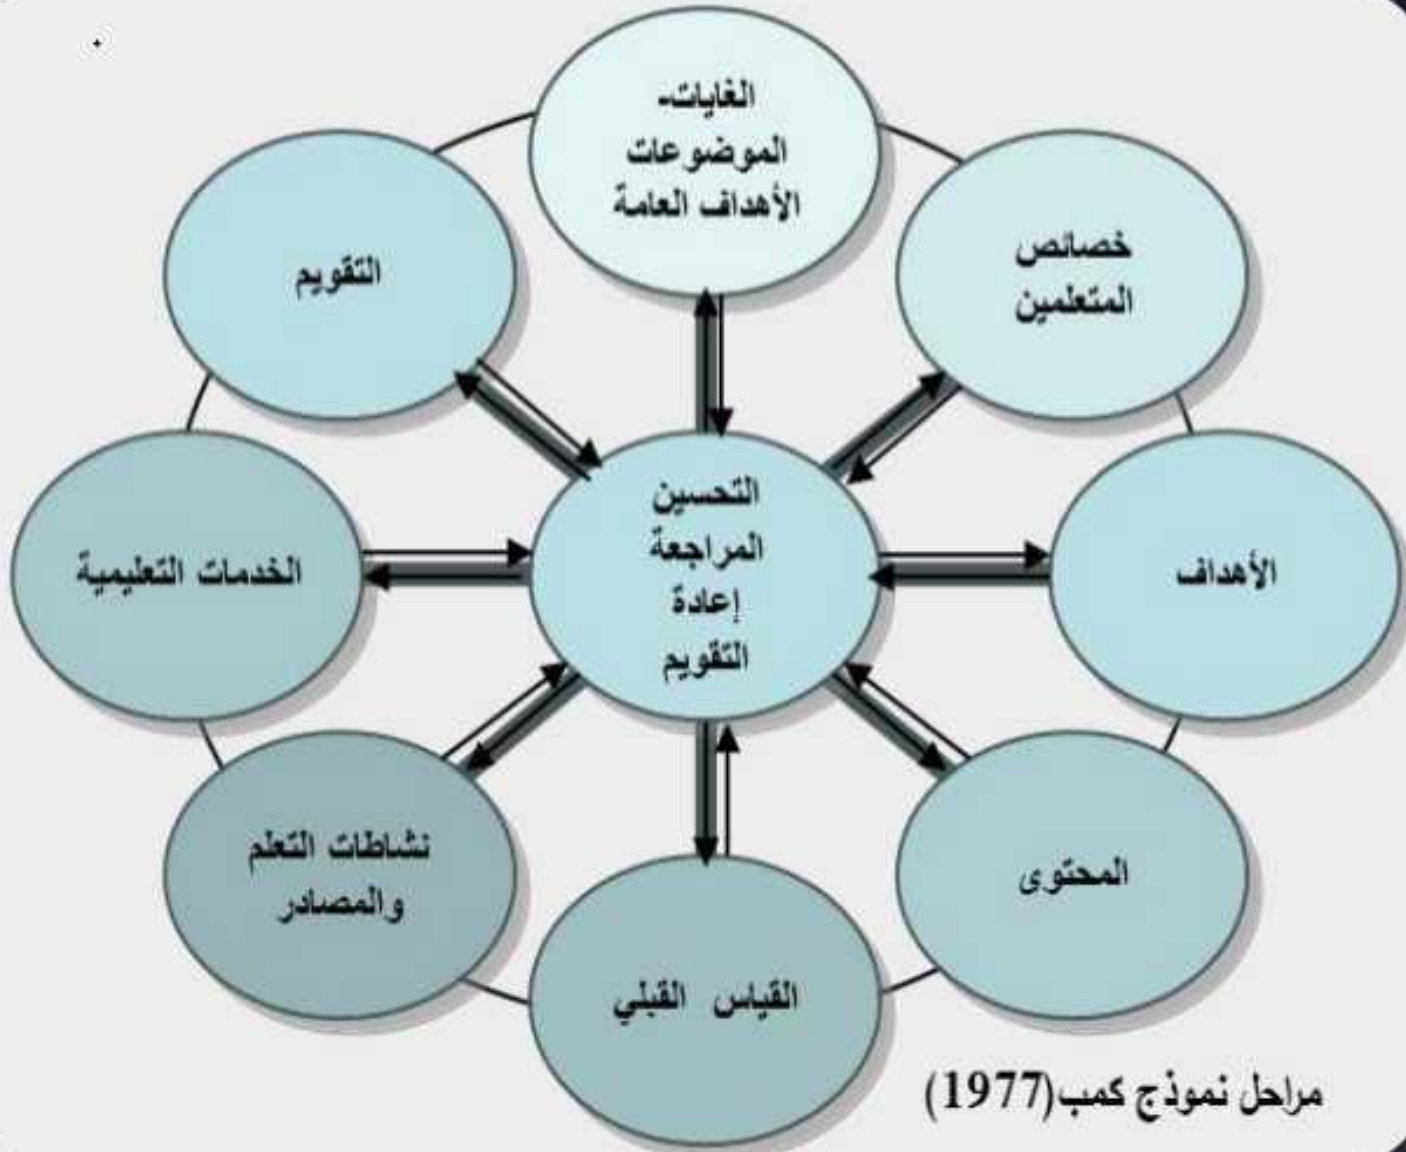 الغايات-
الموضوعات
الأهداف العامة
خصائص
المتعلمين
الأهداف
المحتوى
القياس القبلي
نشاطات التعلم
والمصادر
الخدمات التعليمية
التقويم
التحسين
المراجعة
إعادة
التقويم
مراحل نموذج كمب(1977)